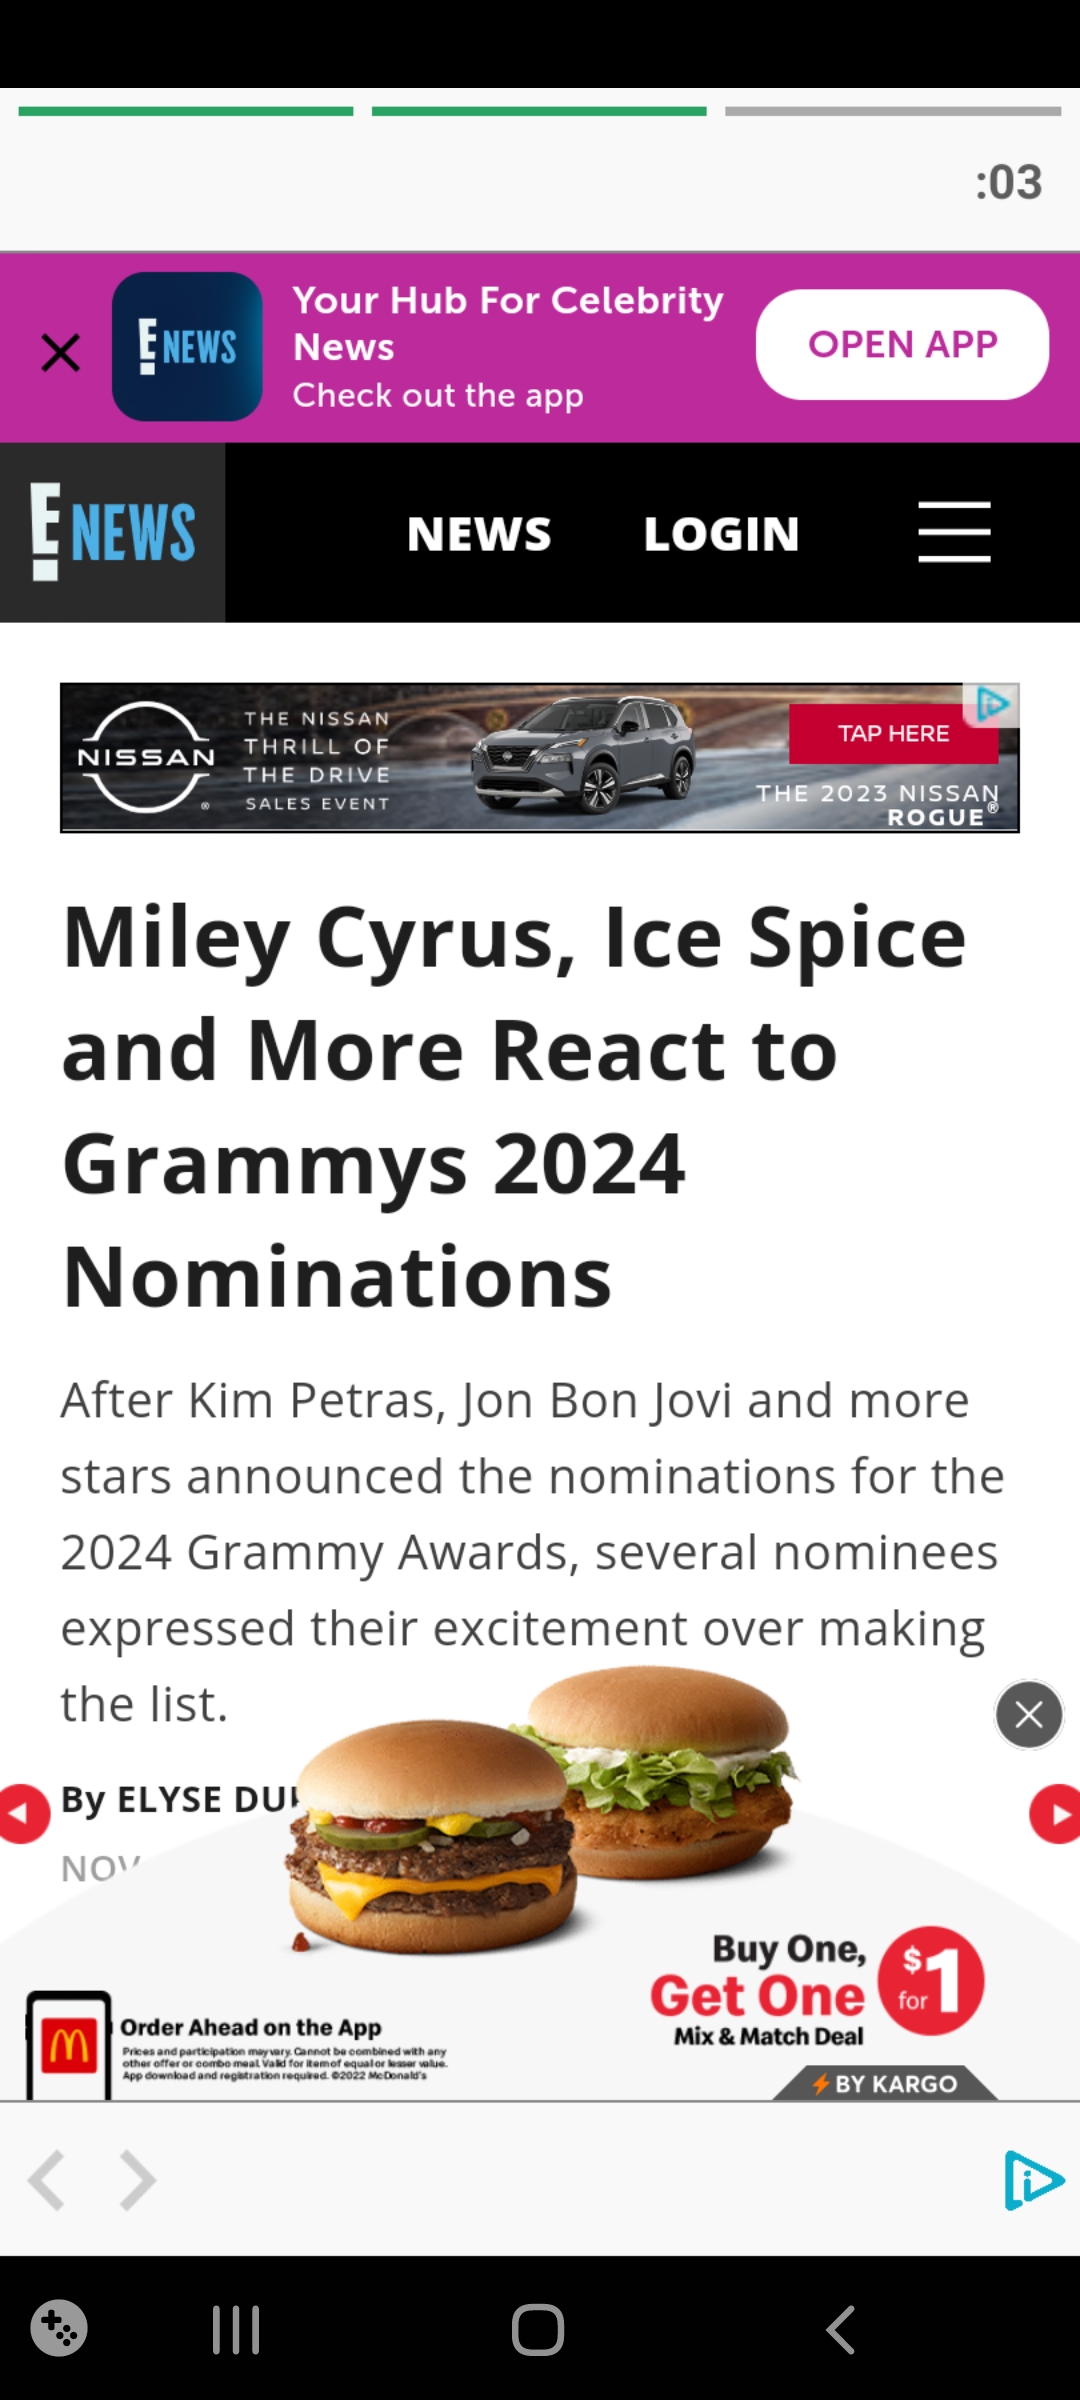 :03
E! NEWS
Your Hub For Celebrity
News
Check out the app
OPEN APP
E! NEWS
NEWS
LOGIN
NISSAN
THE NISSAN
THRILL OF
THE DRIVE
SALES EVENT
TAP HERE
THE 2023 NISSAN
ROGUE®
Miley Cyrus, Ice Spice
and More React to
Grammys 2024
Nominations
After Kim Petras, Jon Bon Jovi and more
stars announced the nominations for the
2024 Grammy Awards, several nominees
expressed their excitement over making
the list.
By ELYSE
NOV
Buy One,
Get One
$1
for
Mix & Match Deal
Order Ahead on the App
Prices and participation may vary. Cannot be combined with any
other offer or combo meal. Valid for item of equal or lesser value.
App download and registration required. ©2022 McDonald's
BY KARGO